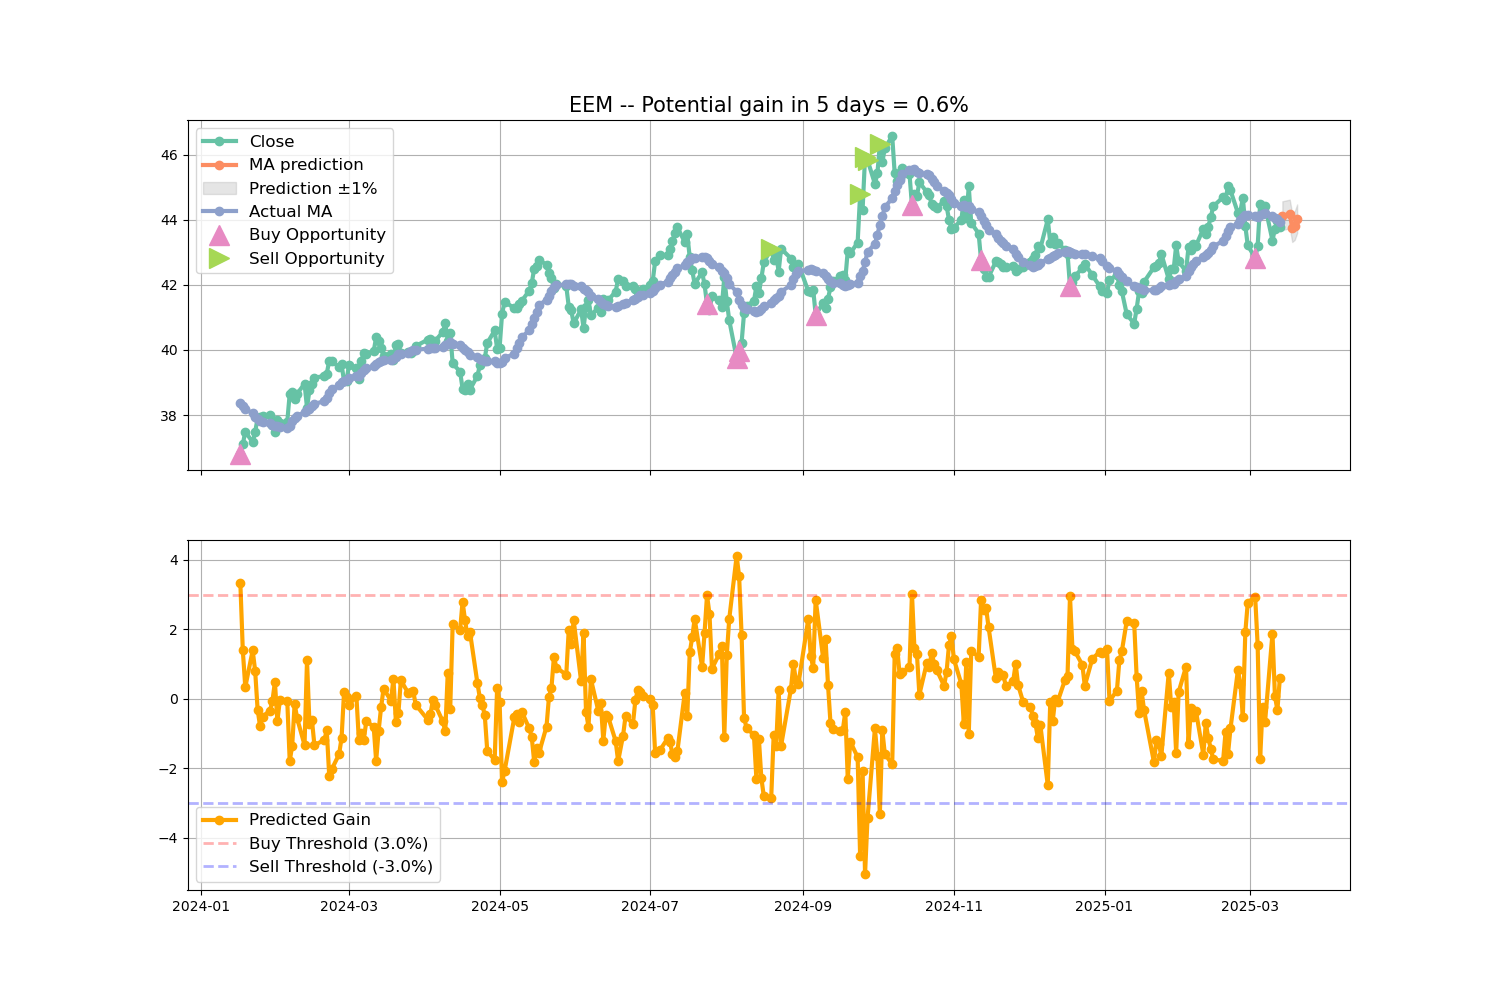 EEM -- Potential gain in 5 days = 0.6%
46
44
42
40
38
Close
MA prediction
Prediction ±1%
Actual MA
Buy Opportunity
Sell Opportunity
4
2
0
−2
−4
Predicted Gain
Buy Threshold (3.0%)
Sell Threshold (-3.0%)
2024-01 2024-03 2024-05 2024-07 2024-09 2024-11 2025-01 2025-03